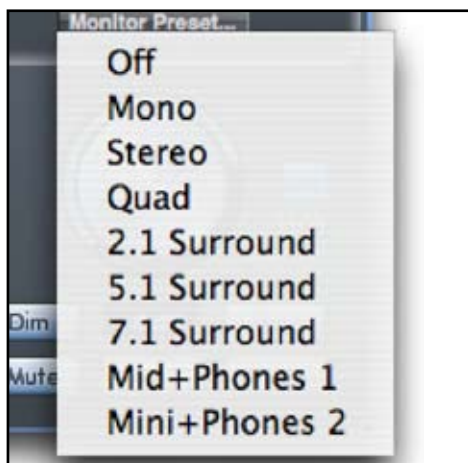 Monitor Preset...
Off
Mono
Stereo
Quad
2.1 Surround
5.1 Surround
7.1 Surround
Dim
Mid+Phones 1
Mute
Mini+Phones 2